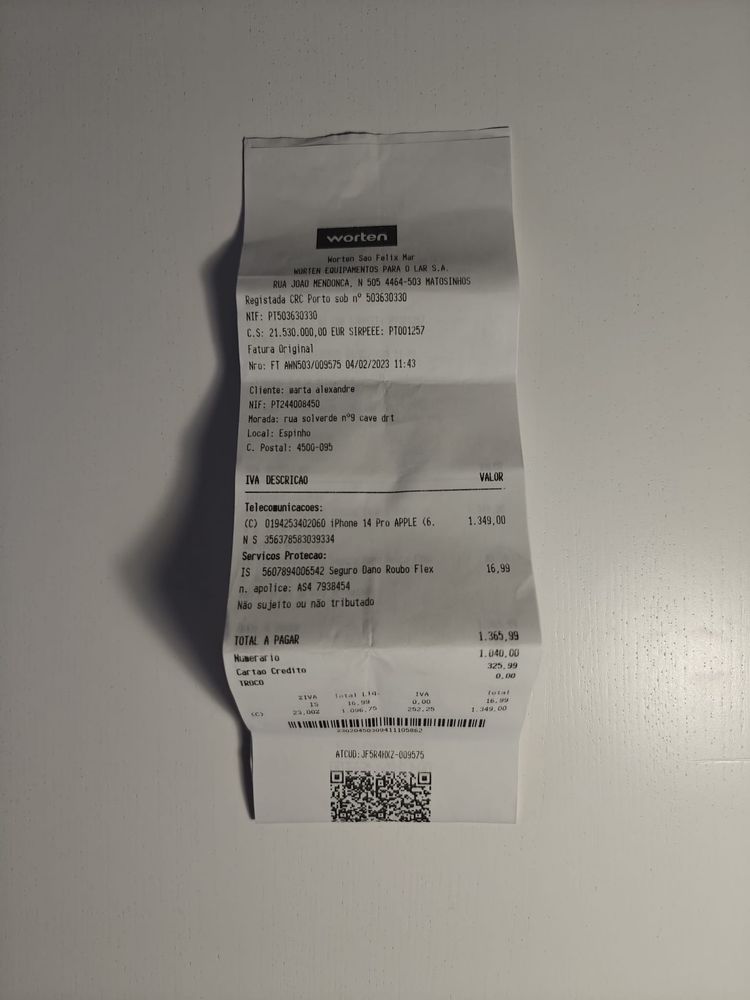 worten
Worten Sao Felix Mar
WORTEN EQUIPAMENTOS PARA O LAR S.A.
RUA JOAO MENDONCA, N 505 4464-503 MATOSINHOS
Registada CRC Porto sob nº 503630330
NIF: PT503630330
C.S: 21.530.000,00 EUR SIRPEEE: PT001257
Fatura Original
Nro: FT AWN503/009575 04/02/2023 11:43
Cliente: marta alexandre
NIF: PT244008450
Morada: rua solverde nº9 cave drt
Local: Espinho
C. Postal: 4500-095
IVA DESCRICAO VALOR
Telecomunicacoes:
(C) 0194253402060 iPhone 14 Pro APPLE (6. 1.349,00
N S 356378583039334
Servicos Protecao:
IS 5607894006542 Seguro Dano Roubo Flex 16,99
n. apolice: AS4 7938454
Não sujeito ou não tributado
TOTAL A PAGAR 1.365,99
Numerario 1.040,00
Cartao Credito 325,99
TROCO 0,00
%IVA Total Liq. IVA Total
IS 16,99 0,00 16,99
(C) 23,00% 1.096,75 252,25 1.349,00
23020450309411105862
ATCUD:JF5R4HXZ-009575